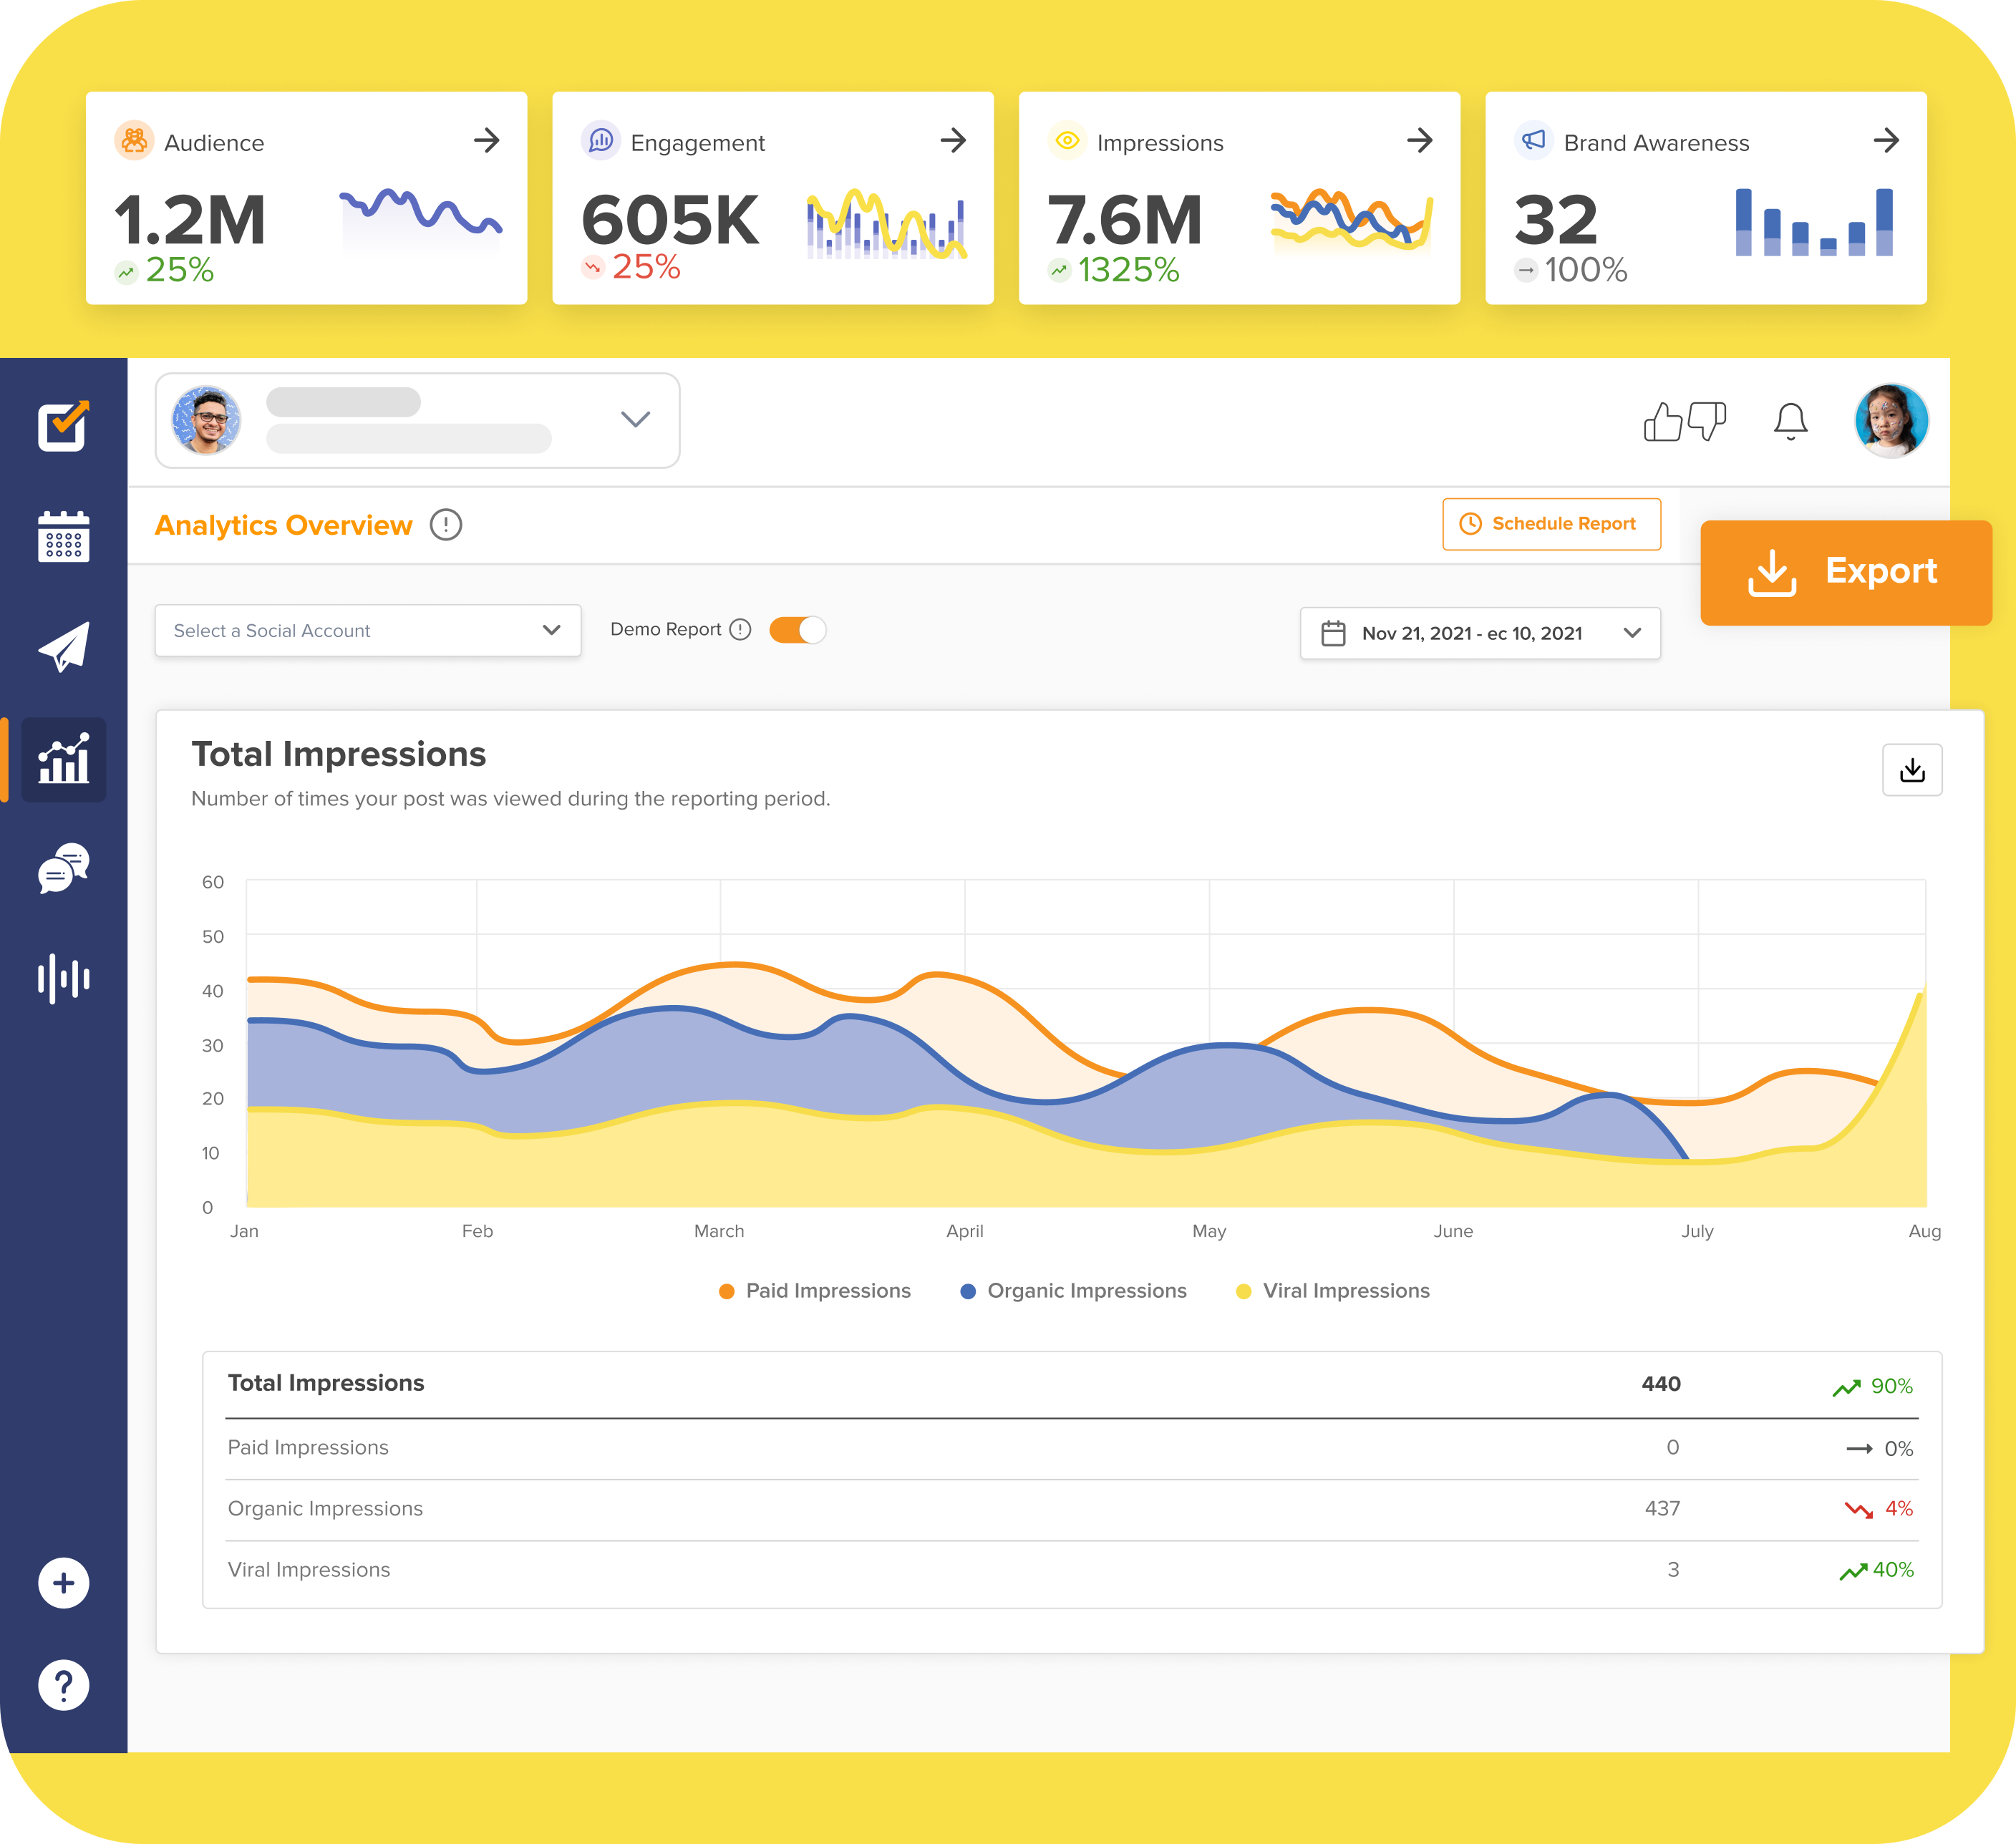 Audience
1.2M
25%
Engagement
605K
25%
Impressions
7.6M
1325%
Brand Awareness
32
100%
Analytics Overview
Schedule Report
Export
Select a Social Account
Demo Report
Nov 21, 2021 - ec 10, 2021
Total Impressions
Number of times your post was viewed during the reporting period.
60
50
40
30
20
10
0
Jan Feb March April May June July Aug
Paid Impressions Organic Impressions Viral Impressions
Total Impressions 440 90%
Paid Impressions 0 0%
Organic Impressions 437 4%
Viral Impressions 3 40%